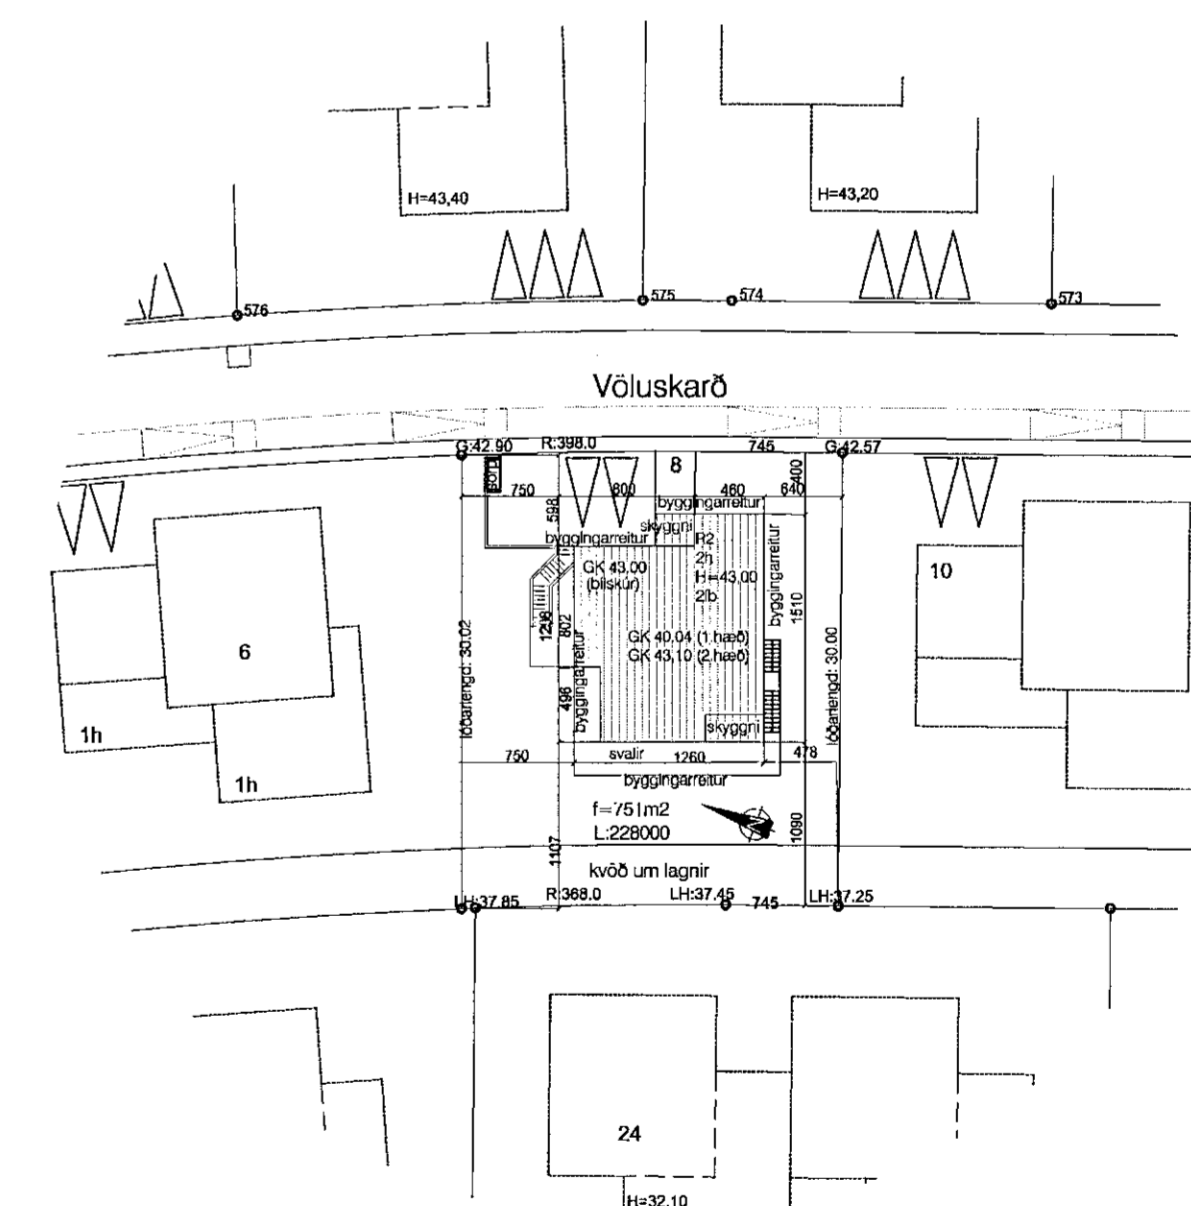 H=43,40
H=43,20
576
575
574
573
Völuskarð
G:42.90
R:398.0
745
G:42.57
sorp
8
400
750
600
460
640
598
byggingarreitur
skyggni
byggingarreitur
R2
2h
H=43,00
2íb
GK 43,00
(bílskúr)
byggingarreitur
10
1208
802
1510
GK 40,04 (1.hæð)
GK 43,10 (2.hæð)
6
lóðarlengd: 30.02
lóðarlengd: 30.00
byggingarreitur
496
1h
skyggni
svalir
750
1260
478
1h
byggingarreitur
f=751m2
L:228000
1090
1107
kvöð um lagnir
LH:37.85
R:368.0
LH:37.45
745
LH:37.25
24
H=32,10